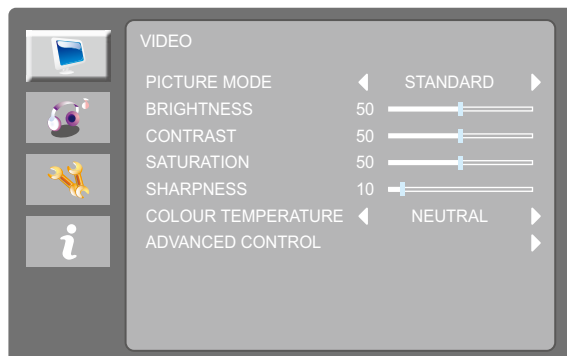 VIDEO
PICTURE MODE STANDARD
BRIGHTNESS 50
CONTRAST 50
SATURATION 50
SHARPNESS 10
COLOUR TEMPERATURE NEUTRAL
ADVANCED CONTROL
i